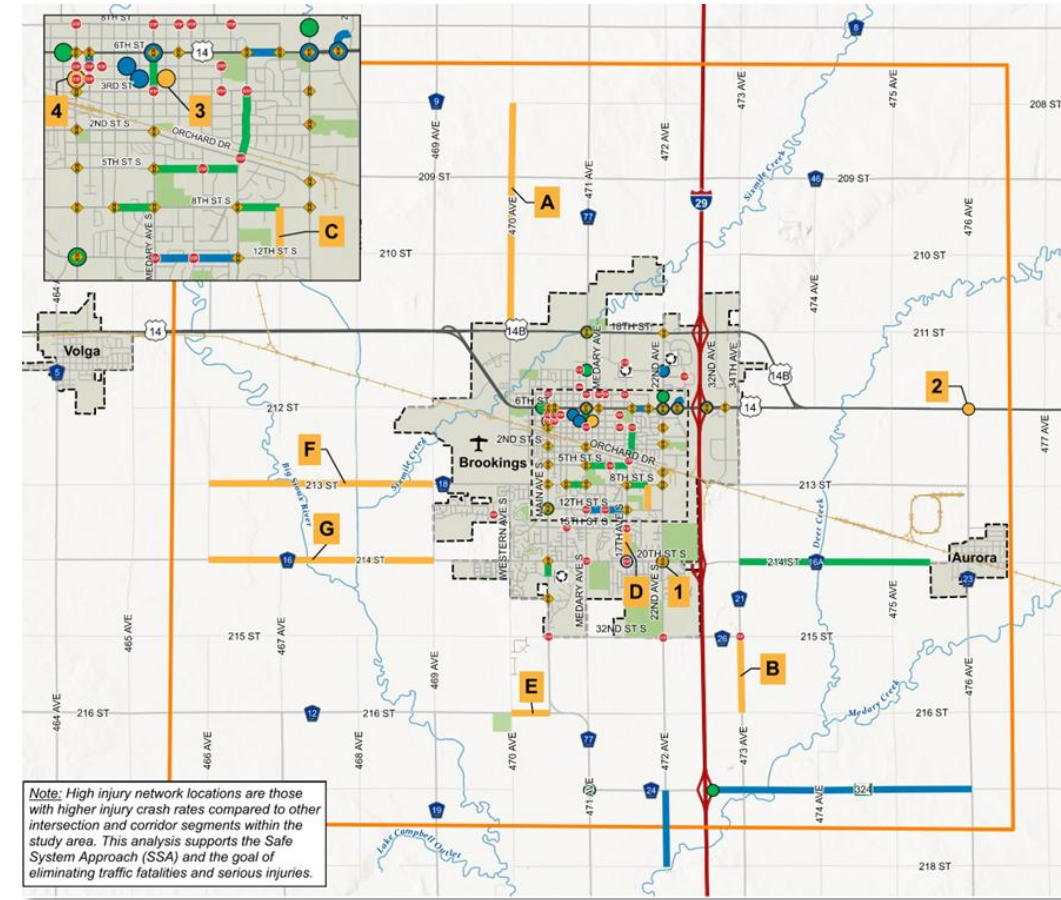 8TH ST
6TH ST
14
3RD ST
4
3
2ND ST S
ORCHARD DR
5TH ST S
8TH ST S
C
MEDARY AVE S
12TH ST S
6
9
469 AVE
473 AVE
475 AVE
208 ST
472 AVE
Sixmile Creek
471 AVE
209 ST
46
209 ST
A
470 AVE
77
29
476 AVE
210 ST
210 ST
474 AVE
14
14B
18TH ST
211 ST
Volga
5
MEDARY AVE
22ND AVE
32ND AVE
34TH AVE
14B
2
212 ST
6TH ST
14
477 AVE
Sixmile Creek
2ND ST S
ORCHARD DR
Brookings
5TH ST S
F
8TH ST S
213 ST
18
213 ST
Big Sioux River
MAIN AVE S
12TH ST S
15TH ST S
17TH AVE S
WESTERN AVE S
Deer Creek
G
16
214 ST
20TH ST S
214 ST
16A
Aurora
23
D
1
MEDARY AVE S
22ND AVE S
21
475 AVE
465 AVE
215 ST
467 AVE
32ND ST S
26
215 ST
469 AVE
B
476 AVE
E
Medary Creek
464 AVE
216 ST
12
216 ST
216 ST
77
466 AVE
468 AVE
470 AVE
472 AVE
473 AVE
471 AVE
24
324
474 AVE
19
Lake Campbell Outlet
218 ST
Note: High injury network locations are those
with higher injury crash rates compared to other
intersection and corridor segments within the
study area. This analysis supports the Safe
System Approach (SSA) and the goal of
eliminating traffic fatalities and serious injuries.